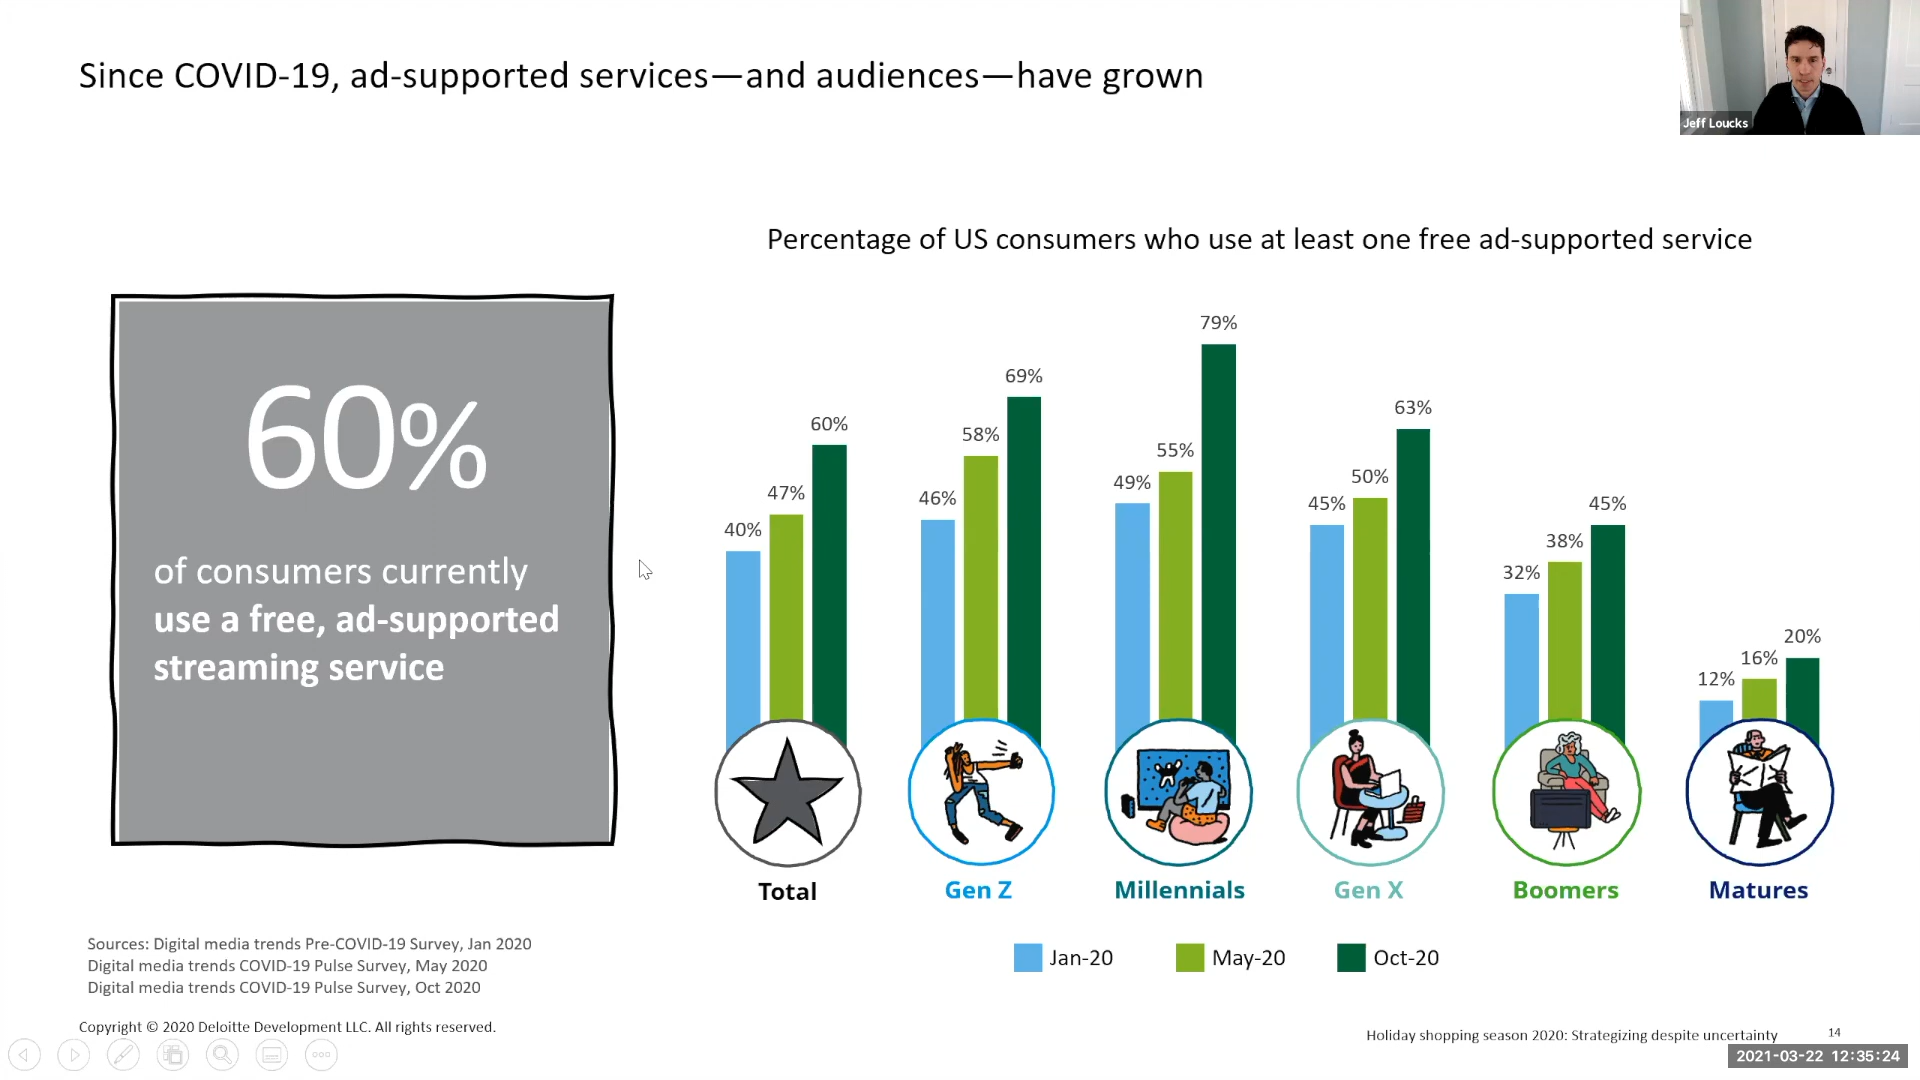 Since COVID-19, ad-supported services—and audiences—have grown
Jeff Loucks
Percentage of US consumers who use at least one free ad-supported service
60%
of consumers currently
use a free, ad-supported
streaming service
40%
47%
60%
46%
58%
69%
49%
55%
79%
45%
50%
63%
32%
38%
45%
12%
16%
20%
Total
Gen Z
Millennials
Gen X
Boomers
Matures
Jan-20
May-20
Oct-20
Sources: Digital media trends Pre-COVID-19 Survey, Jan 2020
Digital media trends COVID-19 Pulse Survey, May 2020
Digital media trends COVID-19 Pulse Survey, Oct 2020
Copyright © 2020 Deloitte Development LLC. All rights reserved.
Holiday shopping season 2020: Strategizing despite uncertainty
14
2021-03-22 12:35:24